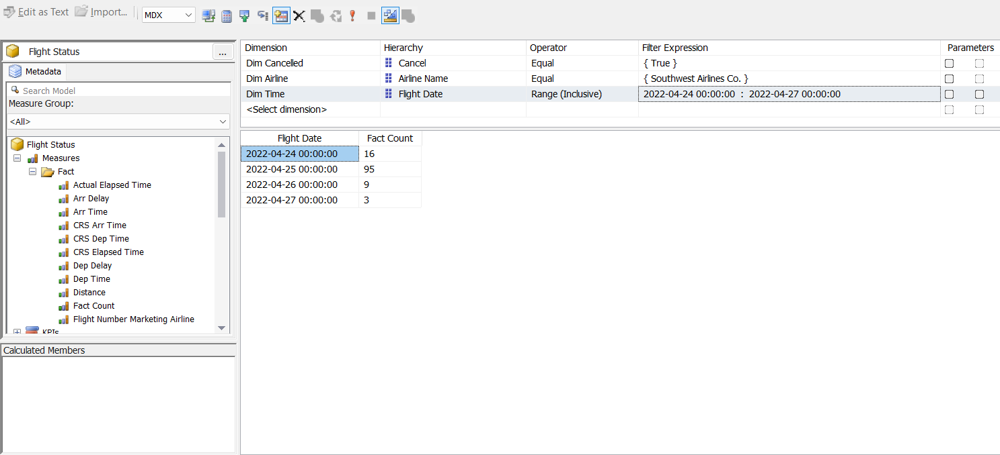 Edit as Text Import... MDX
Flight Status ...
Metadata
Search Model
Measure Group:
<All>
Flight Status
Measures
Fact
Actual Elapsed Time
Arr Delay
Arr Time
CRS Arr Time
CRS Dep Time
CRS Elapsed Time
Dep Delay
Dep Time
Distance
Fact Count
Flight Number Marketing Airline
KPIs
Calculated Members
Dimension Hierarchy Operator Filter Expression Parameters
Dim Cancelled Cancel Equal { True }
Dim Airline Airline Name Equal { Southwest Airlines Co. }
Dim Time Flight Date Range (Inclusive) 2022-04-24 00:00:00 : 2022-04-27 00:00:00
<Select dimension>
Flight Date Fact Count
2022-04-24 00:00:00 16
2022-04-25 00:00:00 95
2022-04-26 00:00:00 9
2022-04-27 00:00:00 3